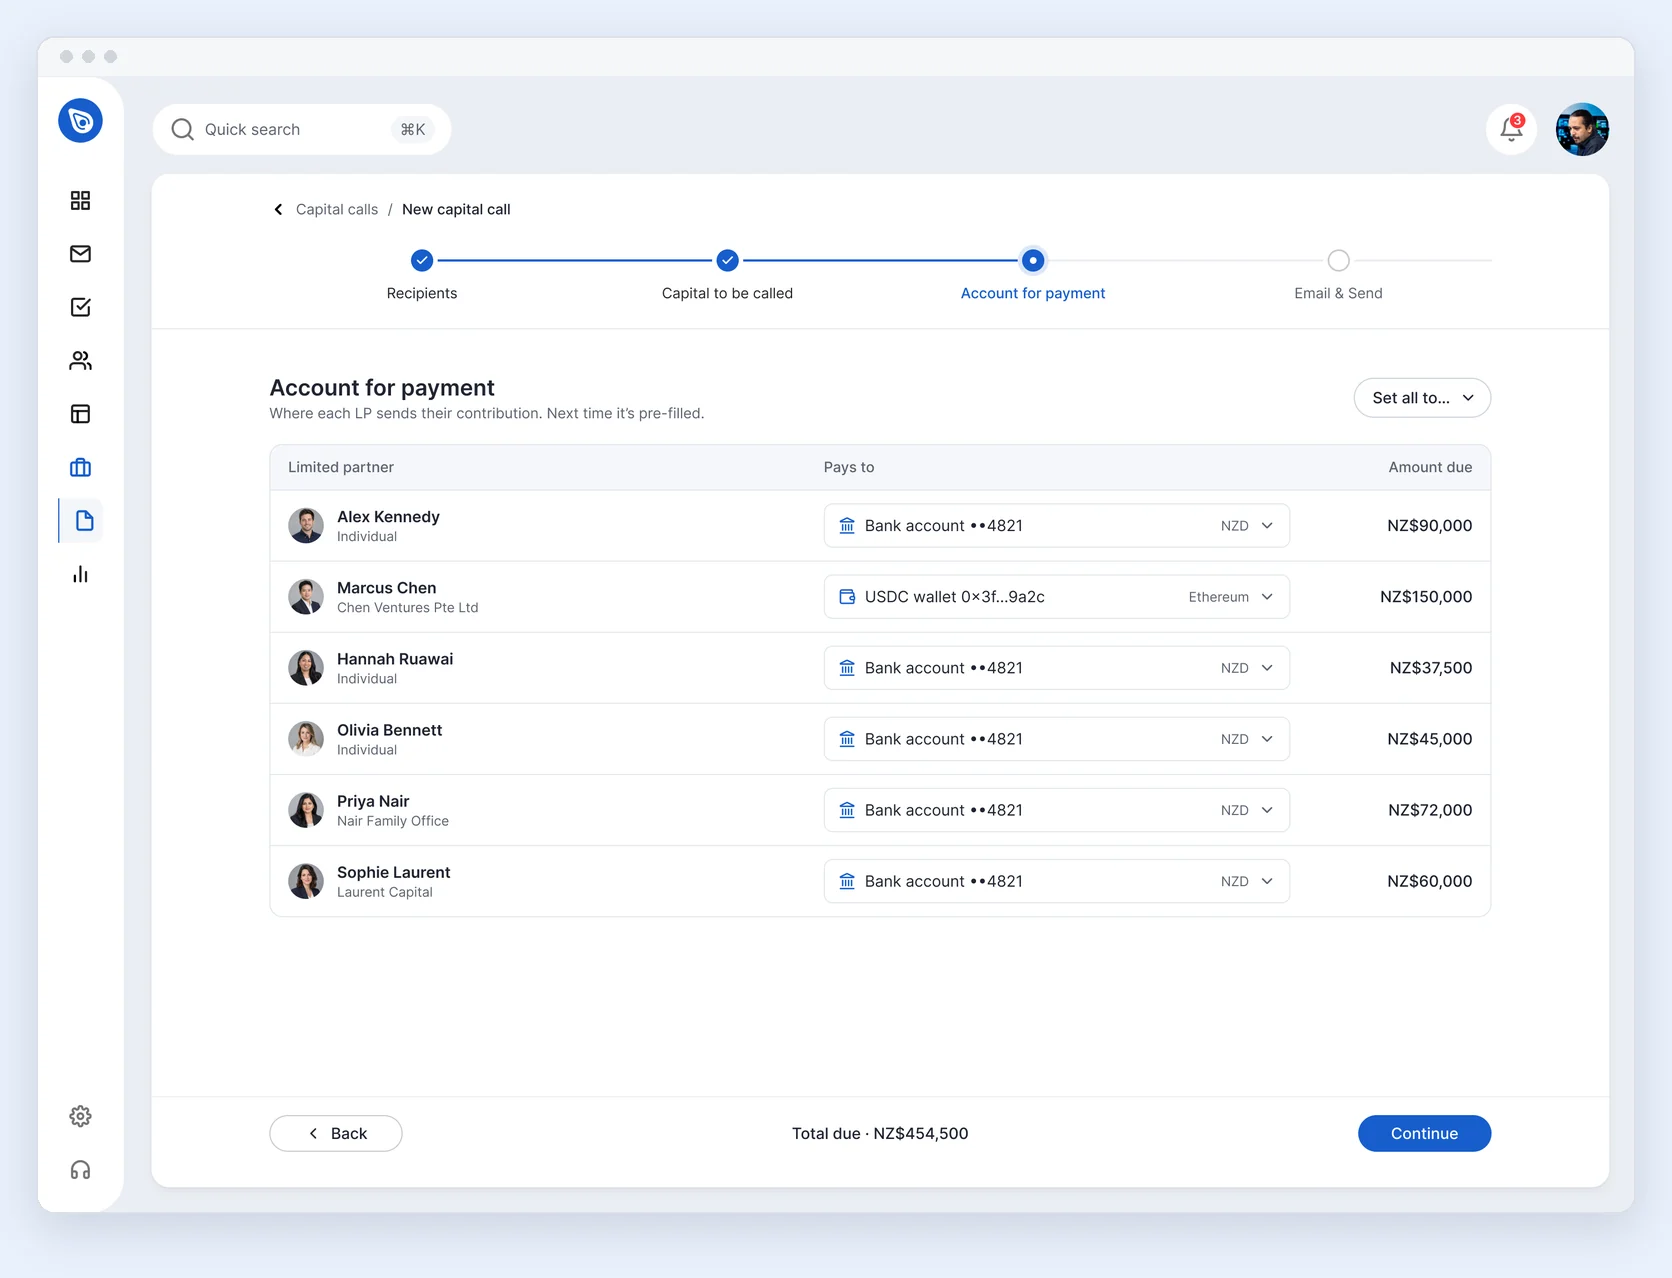 Quick search
⌘K
3
Capital calls / New capital call
Recipients
Capital to be called
Account for payment
Email & Send
Account for payment
Where each LP sends their contribution. Next time it’s pre-filled.
Set all to...
Limited partner
Pays to
Amount due
Alex Kennedy
Individual
Bank account ••4821
NZD
NZ$90,000
Marcus Chen
Chen Ventures Pte Ltd
USDC wallet 0×3f...9a2c
Ethereum
NZ$150,000
Hannah Ruawai
Individual
Bank account ••4821
NZD
NZ$37,500
Olivia Bennett
Individual
Bank account ••4821
NZD
NZ$45,000
Priya Nair
Nair Family Office
Bank account ••4821
NZD
NZ$72,000
Sophie Laurent
Laurent Capital
Bank account ••4821
NZD
NZ$60,000
Back
Total due · NZ$454,500
Continue